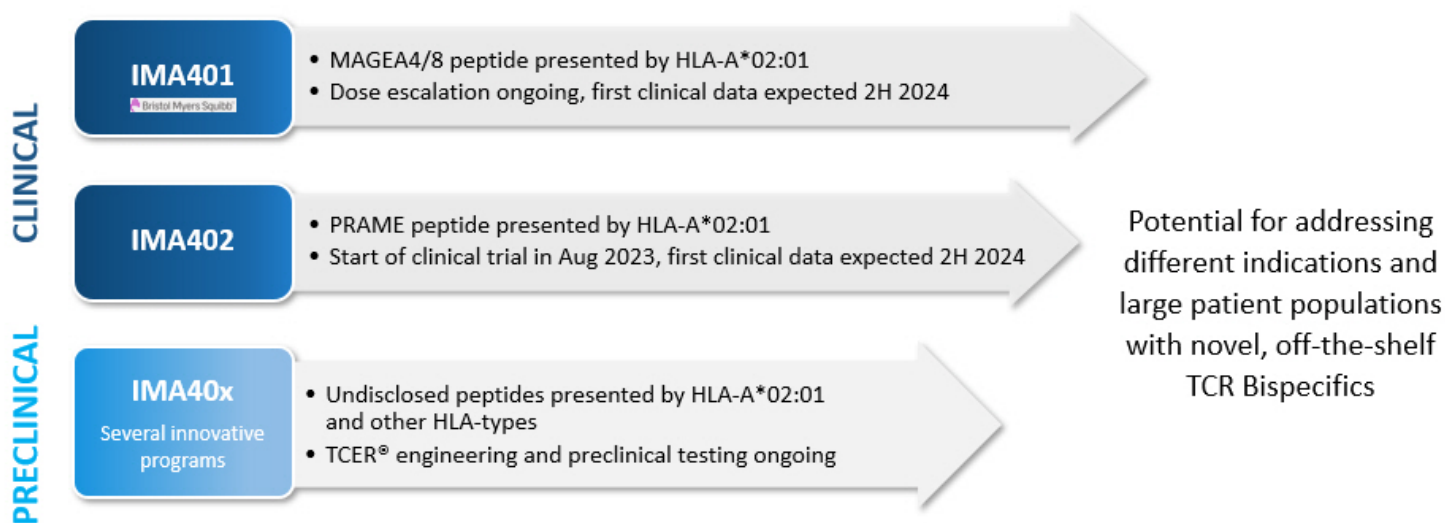 CLINICAL
IMA401
Bristol Myers Squibb
• MAGEA4/8 peptide presented by HLA-A*02:01
• Dose escalation ongoing, first clinical data expected 2H 2024
IMA402
• PRAME peptide presented by HLA-A*02:01
• Start of clinical trial in Aug 2023, first clinical data expected 2H 2024
PRECLINICAL
IMA40x
Several innovative
programs
• Undisclosed peptides presented by HLA-A*02:01
and other HLA-types
• TCER® engineering and preclinical testing ongoing
Potential for addressing
different indications and
large patient populations
with novel, off-the-shelf
TCR Bispecifics